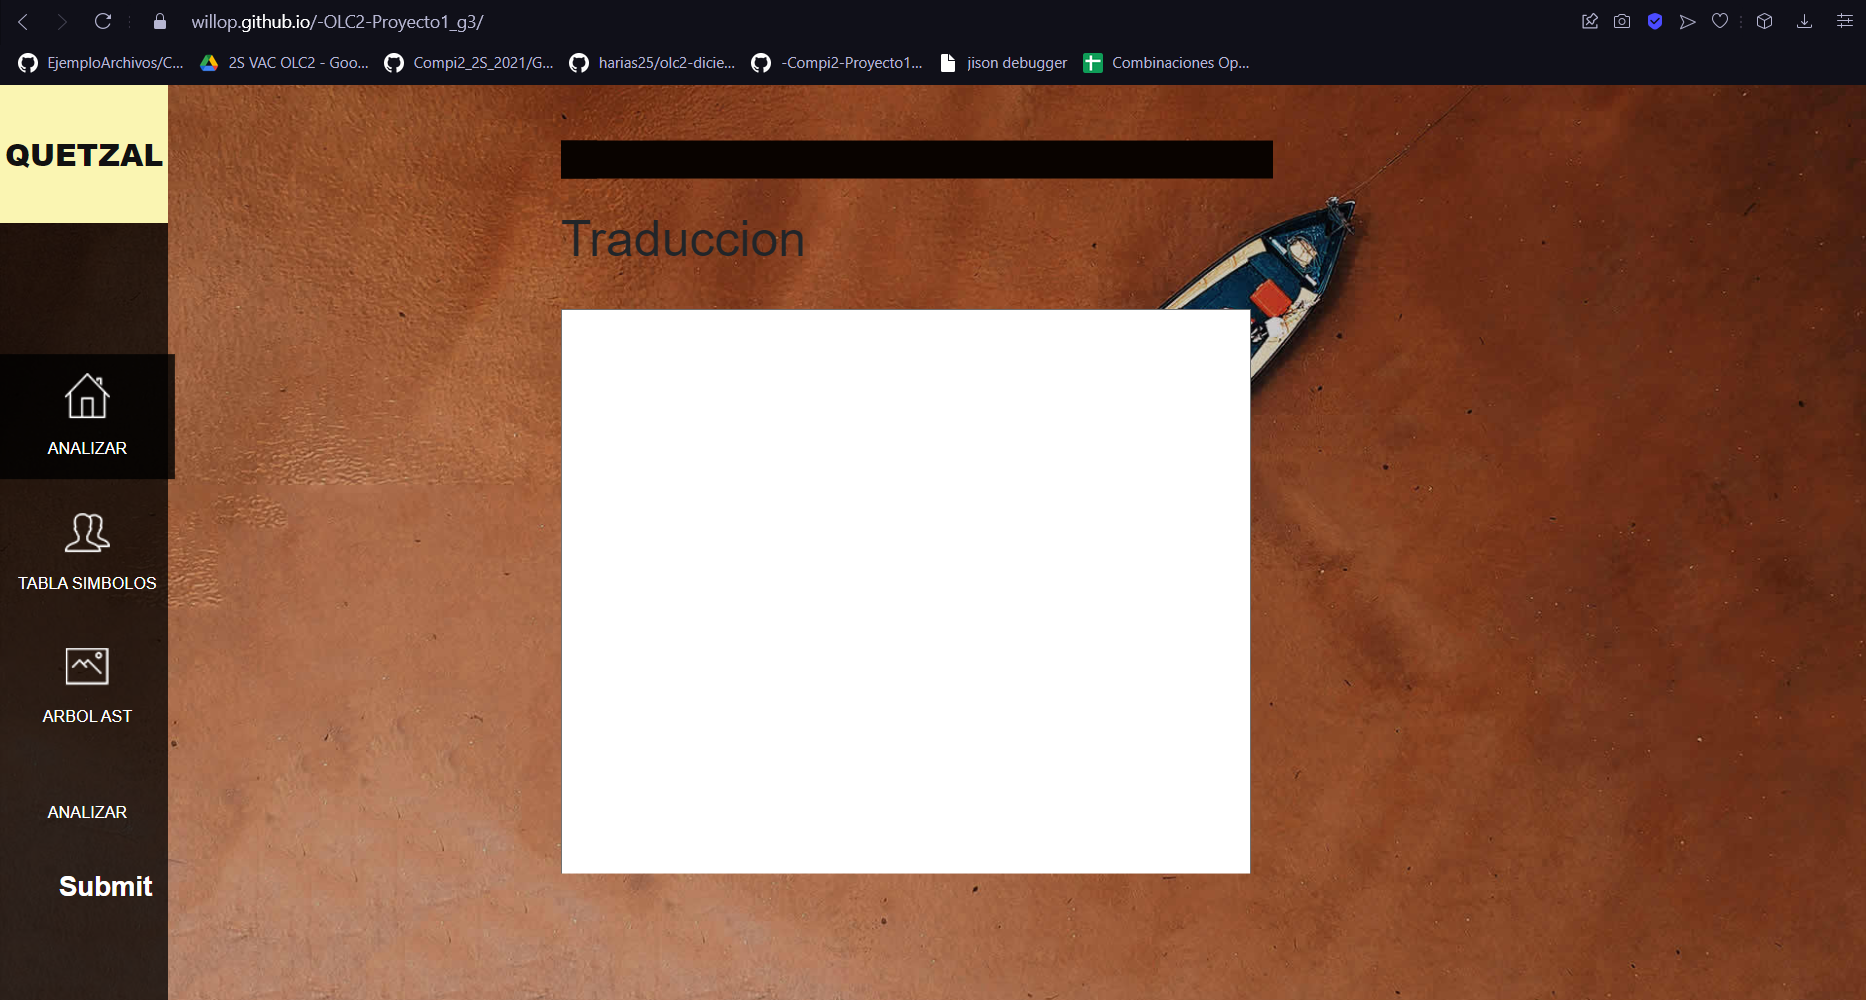 willop.github.io/-OLC2-Proyecto1_g3/
EjemploArchivos/C... 2S VAC OLC2 - Goo... Compi2_2S_2021/G... harias25/olc2-dicie... -Compi2-Proyecto1... jison debugger Combinaciones Op...
QUETZAL
Traduccion
ANALIZAR
TABLA SIMBOLOS
ARBOL AST
ANALIZAR
Submit